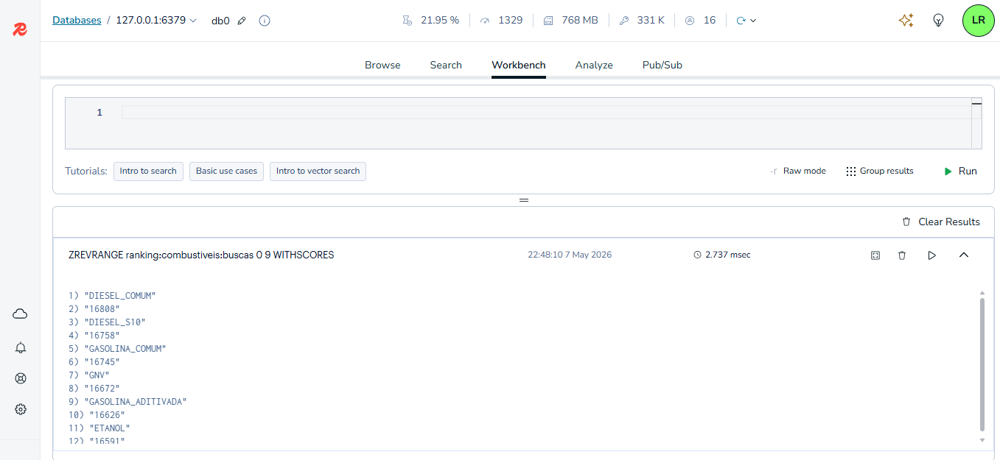 Databases / 127.0.0.1:6379 db0 21.95 % 1329 768 MB 331 K 16 LR
Browse Search Workbench Analyze Pub/Sub
1
Tutorials: Intro to search Basic use cases Intro to vector search -r Raw mode Group results Run
Clear Results
ZREVRANGE ranking:combustiveis:buscas 0 9 WITHSCORES 22:48:10 7 May 2026 2.737 msec
1) "DIESEL_COMUM"
2) "16808"
3) "DIESEL_S10"
4) "16758"
5) "GASOLINA_COMUM"
6) "16745"
7) "GNV"
8) "16672"
9) "GASOLINA_ADITIVADA"
10) "16626"
11) "ETANOL"
12) "16591"